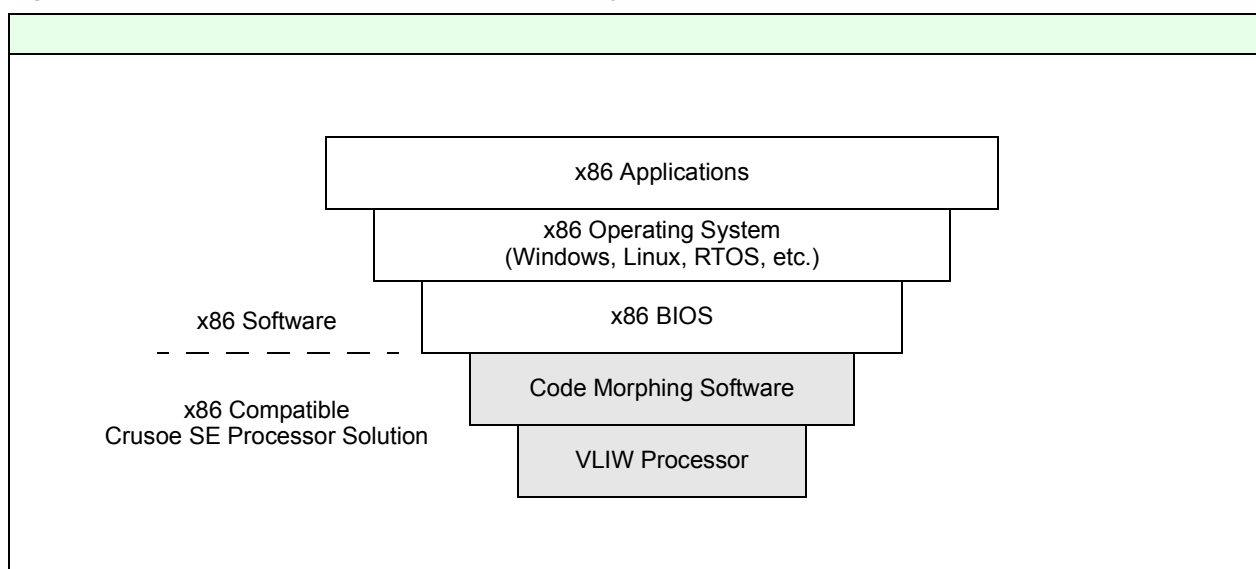 x86 Applications
x86 Operating System
(Windows, Linux, RTOS, etc.)
x86 BIOS
x86 Software
Code Morphing Software
x86 Compatible
Crusoe SE Processor Solution
VLIW Processor